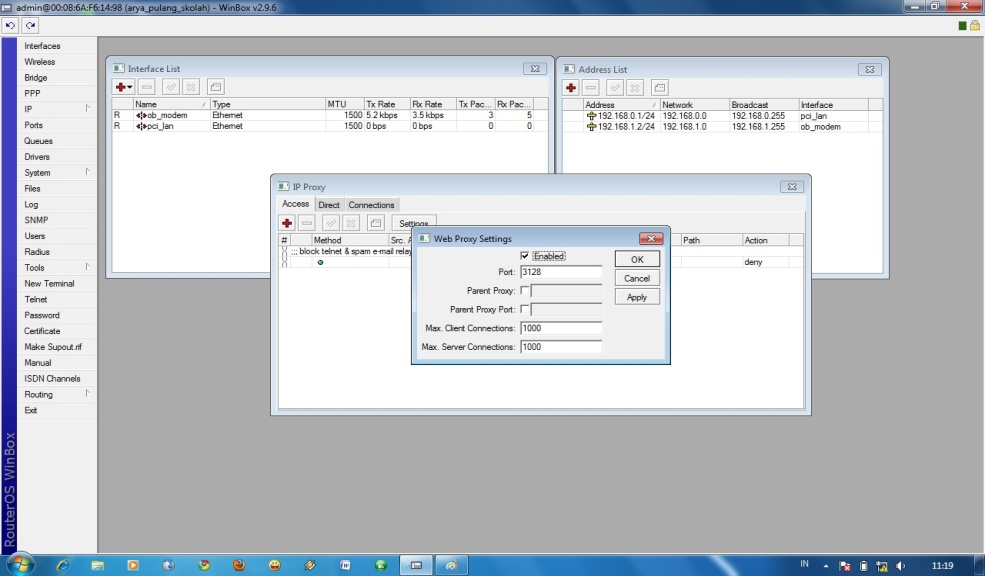 admin@00:0B:6A:F6:14:98 (arya_pulang_skolah) - WinBox v2.9.6
Interfaces
Wireless
Bridge
PPP
IP
Ports
Queues
Drivers
System
Files
Log
SNMP
Users
Radius
Tools
New Terminal
Telnet
Password
Certificate
Make Supout.rif
Manual
ISDN Channels
Routing
Exit
RouterOS WinBox
Interface List
Name / Type MTU Tx Rate Rx Rate Tx Pac... Rx Pac...
R ob_modem Ethernet 1500 5.2 kbps 3.5 kbps 3 5
R pci_lan Ethernet 1500 0 bps 0 bps 0 0
Address List
Address / Network Broadcast Interface
192.168.0.1/24 192.168.0.0 192.168.0.255 pci_lan
192.168.1.2/24 192.168.1.0 192.168.1.255 ob_modem
IP Proxy
Access Direct Connections
Settings
# Method Src. A Path Action
::: block telnet & spam e-mail relay
deny
Web Proxy Settings
Enabled
Port: 3128
Parent Proxy:
Parent Proxy Port:
Max. Client Connections: 1000
Max. Server Connections: 1000
OK
Cancel
Apply
IN 11:19